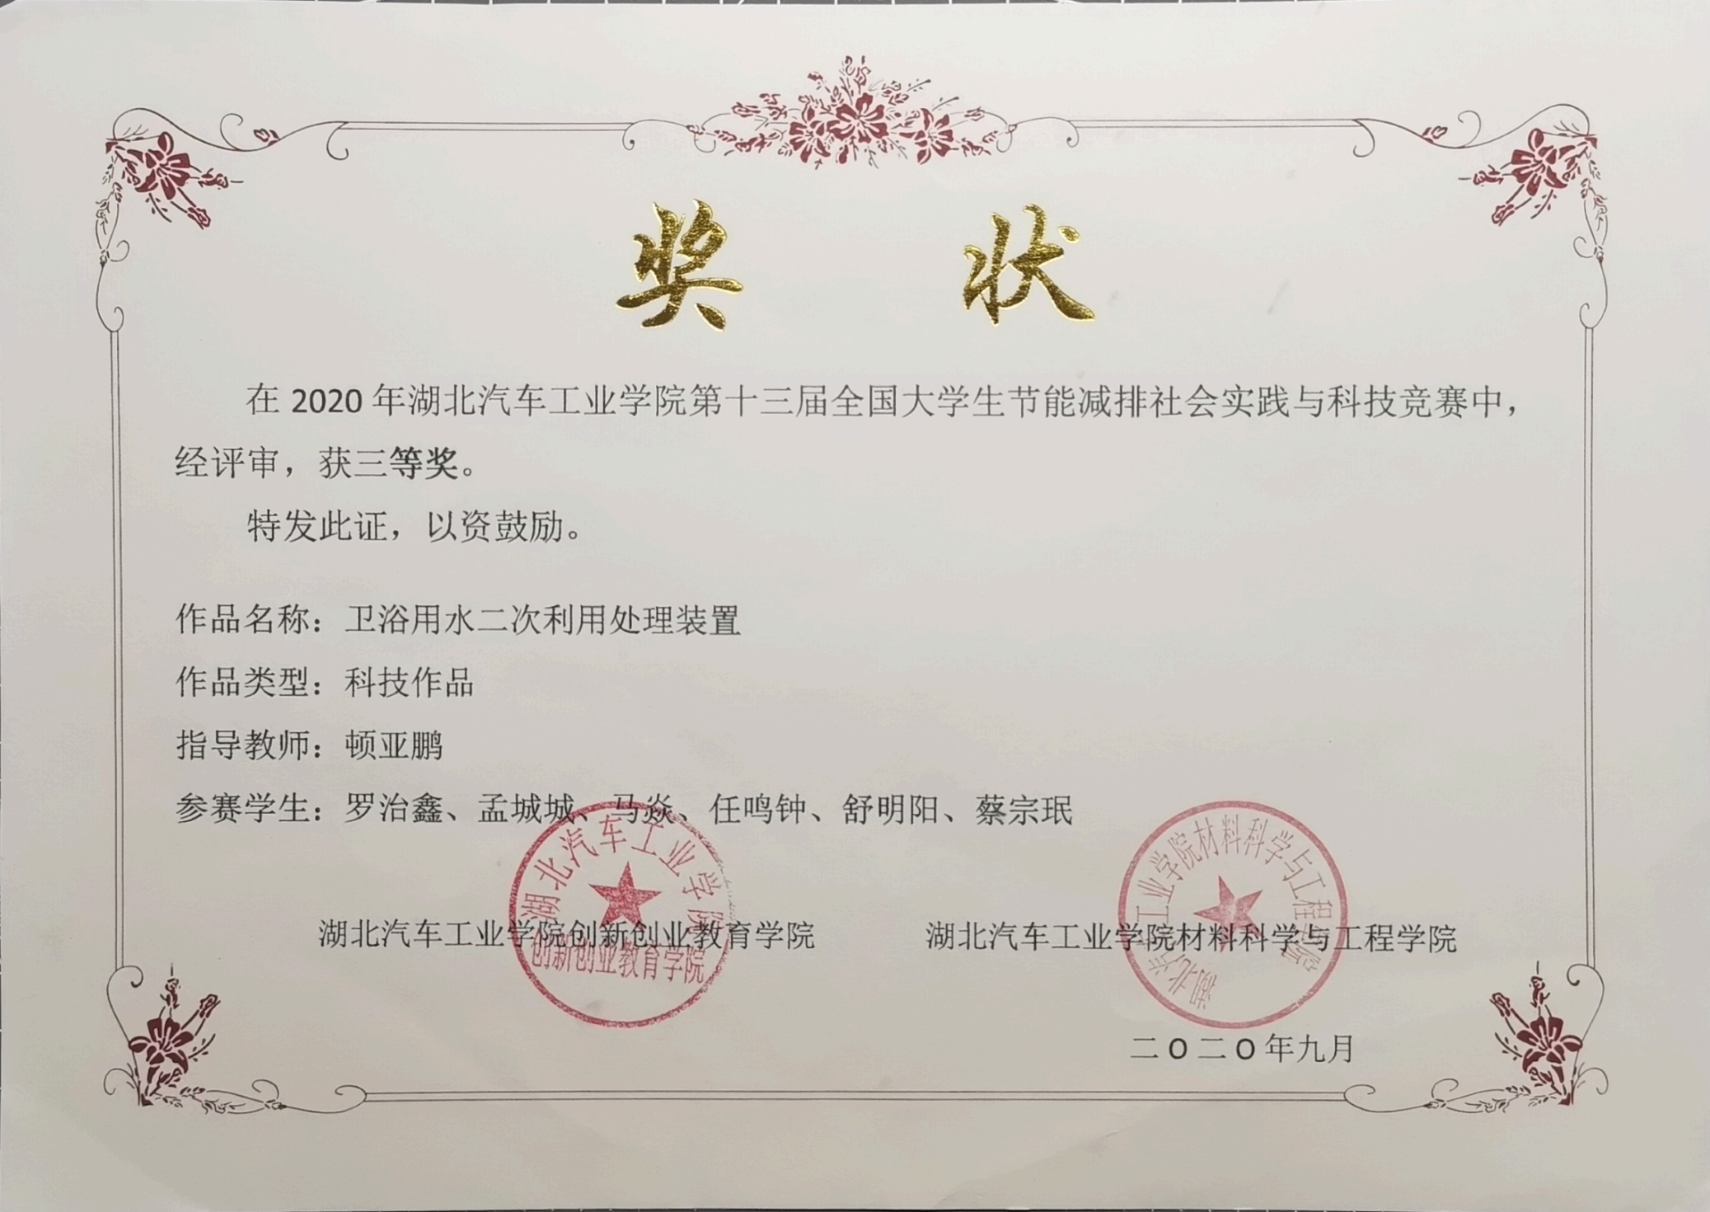 奖 状
在 2020 年湖北汽车工业学院第十三届全国大学生节能减排社会实践与科技竞赛中，
经评审，获三等奖。
特发此证，以资鼓励。
作品名称：卫浴用水二次利用处理装置
作品类型：科技作品
指导教师：顿亚鹏
参赛学生：罗治鑫、孟城城、马焱、任鸣钟、舒明阳、蔡宗珉
湖北汽车工业学院
创新创业教育学院
湖北汽车工业学院材料科学与工程学院
湖北汽车工业学院创新创业教育学院 湖北汽车工业学院材料科学与工程学院
二〇二〇年九月